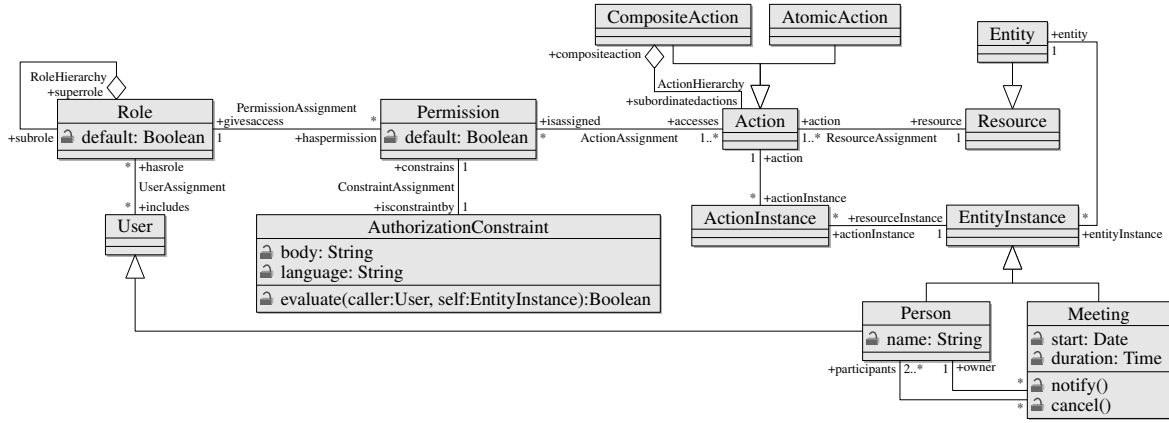 CompositeAction
AtomicAction
Entity
+entity
1
+compositeaction
RoleHierarchy
+superrole
ActionHierarchy
+subordinatedactions
Role
default: Boolean
+subrole
PermissionAssignment
+givesaccess
*
1
+haspermission
Permission
default: Boolean
+isassigned
+accesses
*
ActionAssignment
1..*
Action
+action
+resource
1..*
ResourceAssignment
1
Resource
*
+hasrole
UserAssignment
*
+includes
+constrains
1
ConstraintAssignment
+isconstraintby
1
1
+action
*
+actionInstance
User
AuthorizationConstraint
body: String
language: String
evaluate(caller:User, self:EntityInstance):Boolean
ActionInstance
*
+resourceInstance
+actionInstance
1
EntityInstance
*
+entityInstance
Person
name: String
+participants
2..*
1
+owner
Meeting
start: Date
duration: Time
*
notify()
*
cancel()